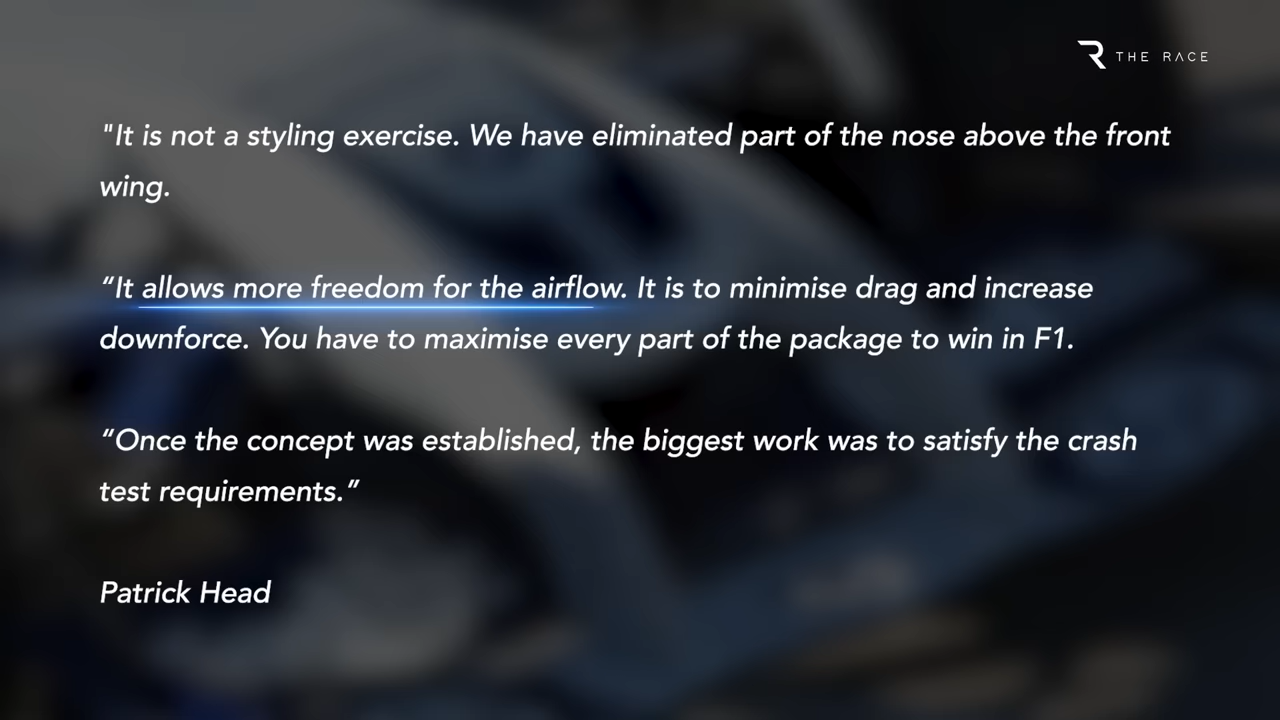 THE RACE
"It is not a styling exercise. We have eliminated part of the nose above the front
wing.
“It allows more freedom for the airflow. It is to minimise drag and increase
downforce. You have to maximise every part of the package to win in F1.
“Once the concept was established, the biggest work was to satisfy the crash
test requirements.”
Patrick Head